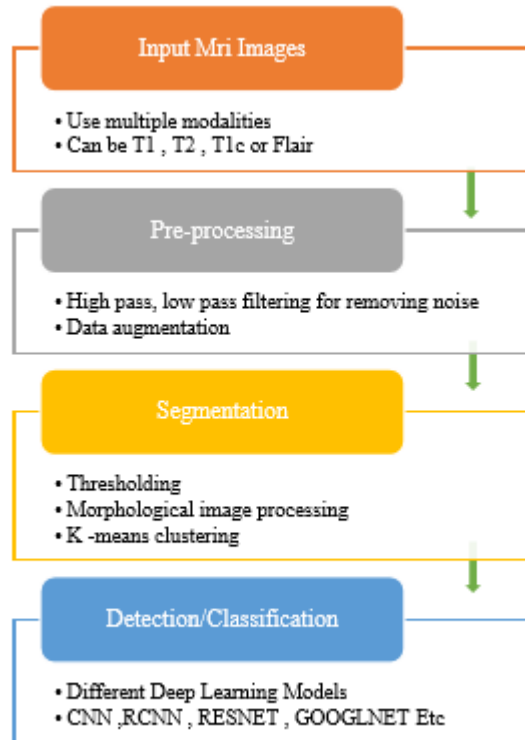 Input Mri Images
• Use multiple modalities
• Can be T1 , T2 , T1c or Flair
Pre-processing
• High pass, low pass filtering for removing noise
• Data augmentation
Segmentation
• Thresholding
• Morphological image processing
• K -means clustering
Detection/Classification
• Different Deep Learning Models
• CNN ,RCNN , RESNET , GOOGLNET Etc